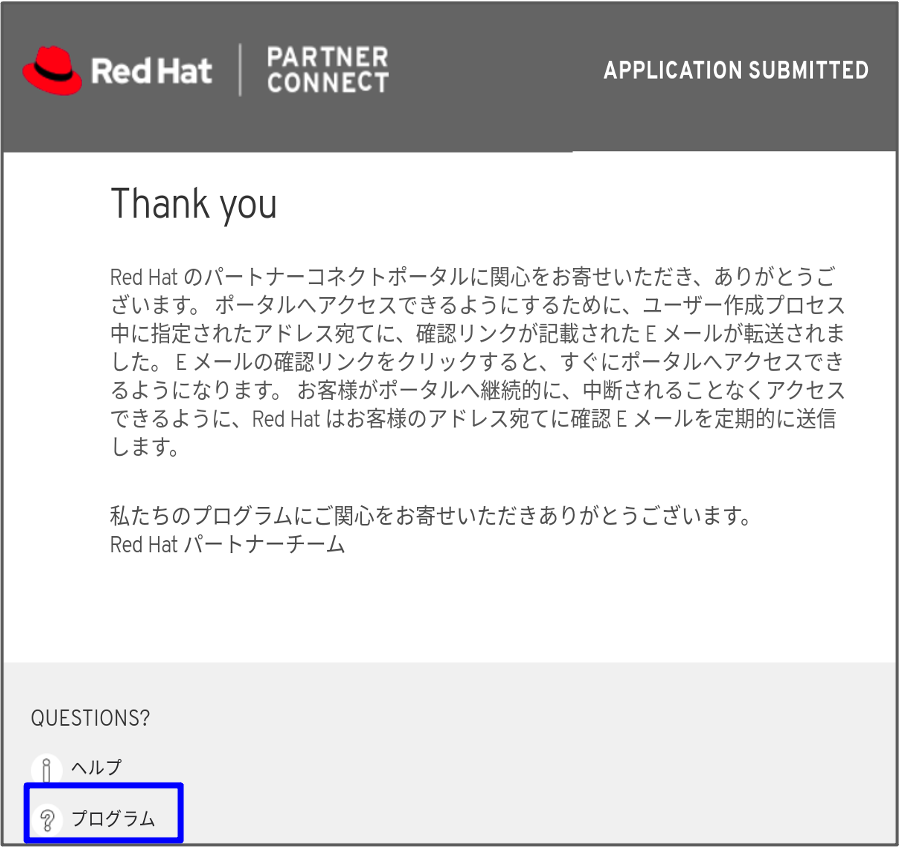 Red Hat
PARTNER
CONNECT
APPLICATION SUBMITTED
Thank you
Red Hat のパートナーコネクトポータルに関心をお寄せいただき、ありがとうご
ざいます。 ポータルへアクセスできるようにするために、ユーザー作成プロセス
中に指定されたアドレス宛てに、確認リンクが記載された E メールが転送されま
した。 E メールの確認リンクをクリックすると、すぐにポータルへアクセスでき
るようになります。 お客様がポータルへ継続的に、中断されることなくアクセス
できるように、Red Hat はお客様のアドレス宛てに確認 E メールを定期的に送信
します。
私たちのプログラムにご関心をお寄せいただきありがとうございます。
Red Hat パートナーチーム
QUESTIONS?
ヘルプ
プログラム